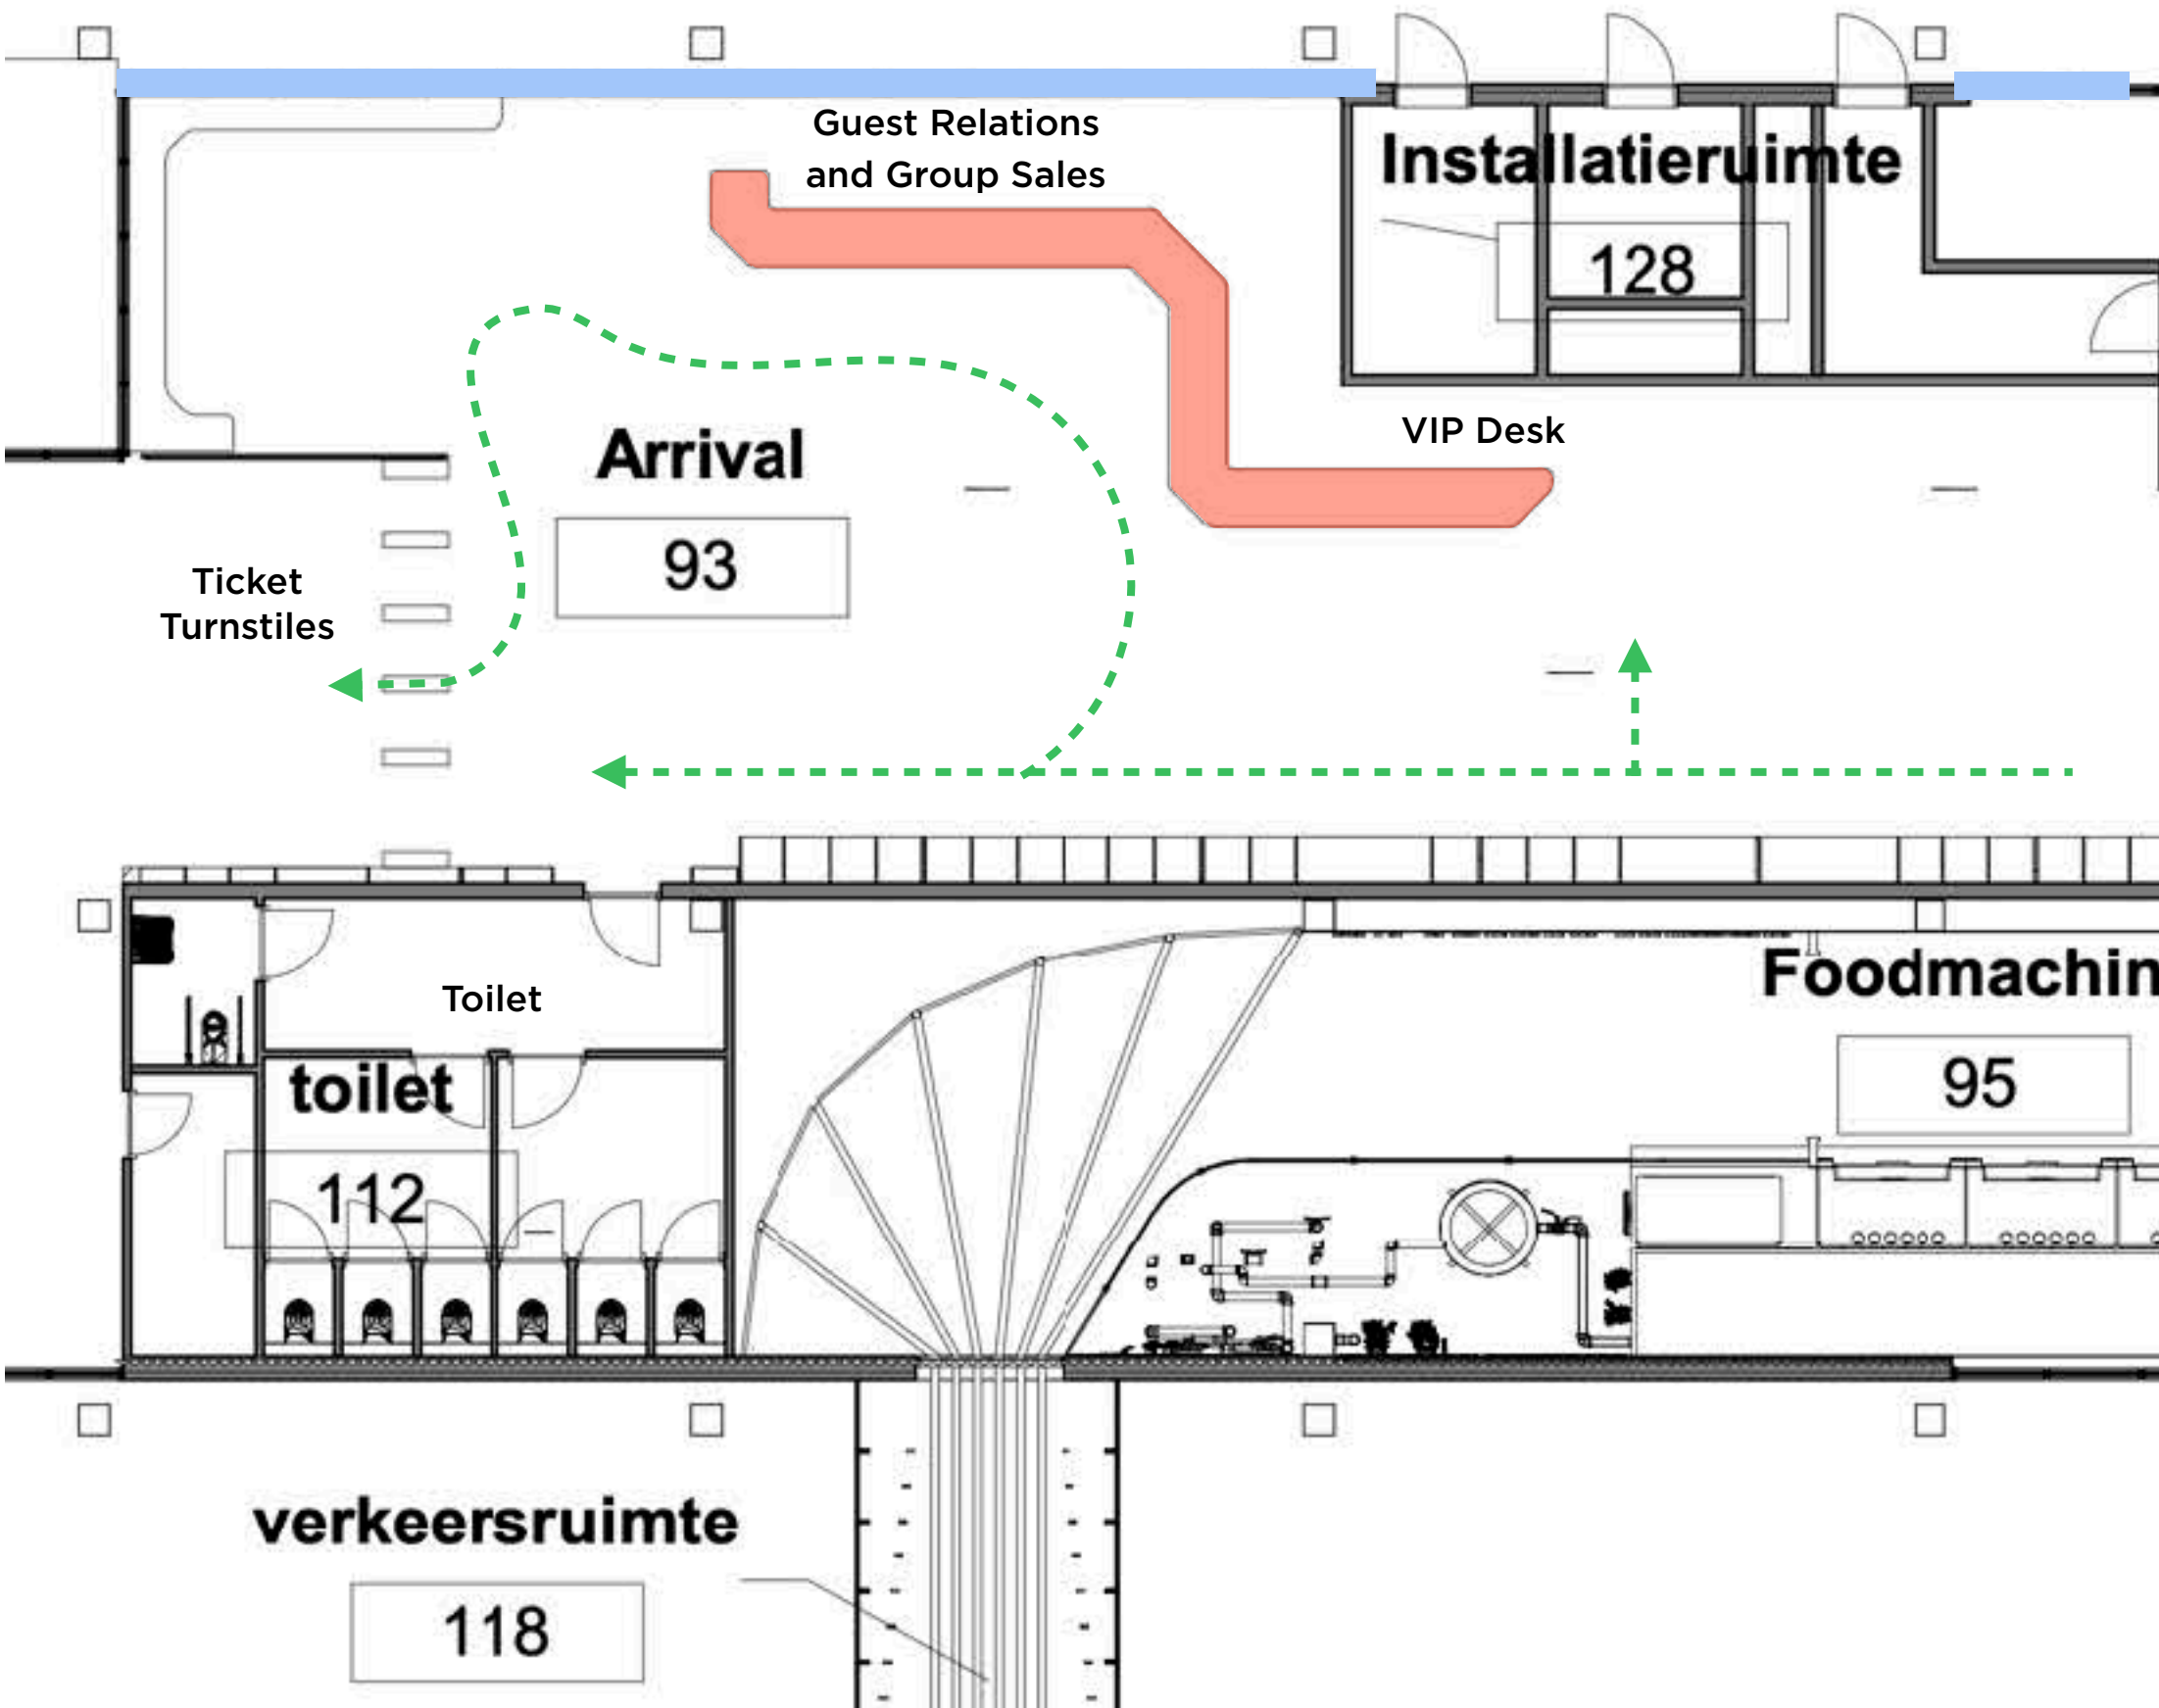 Guest Relations
and Group Sales
Installatieruimte
128
VIP Desk
Arrival
93
Ticket
Turnstiles
Toilet
toilet
112
Foodmachin
95
verkeersruimte
118